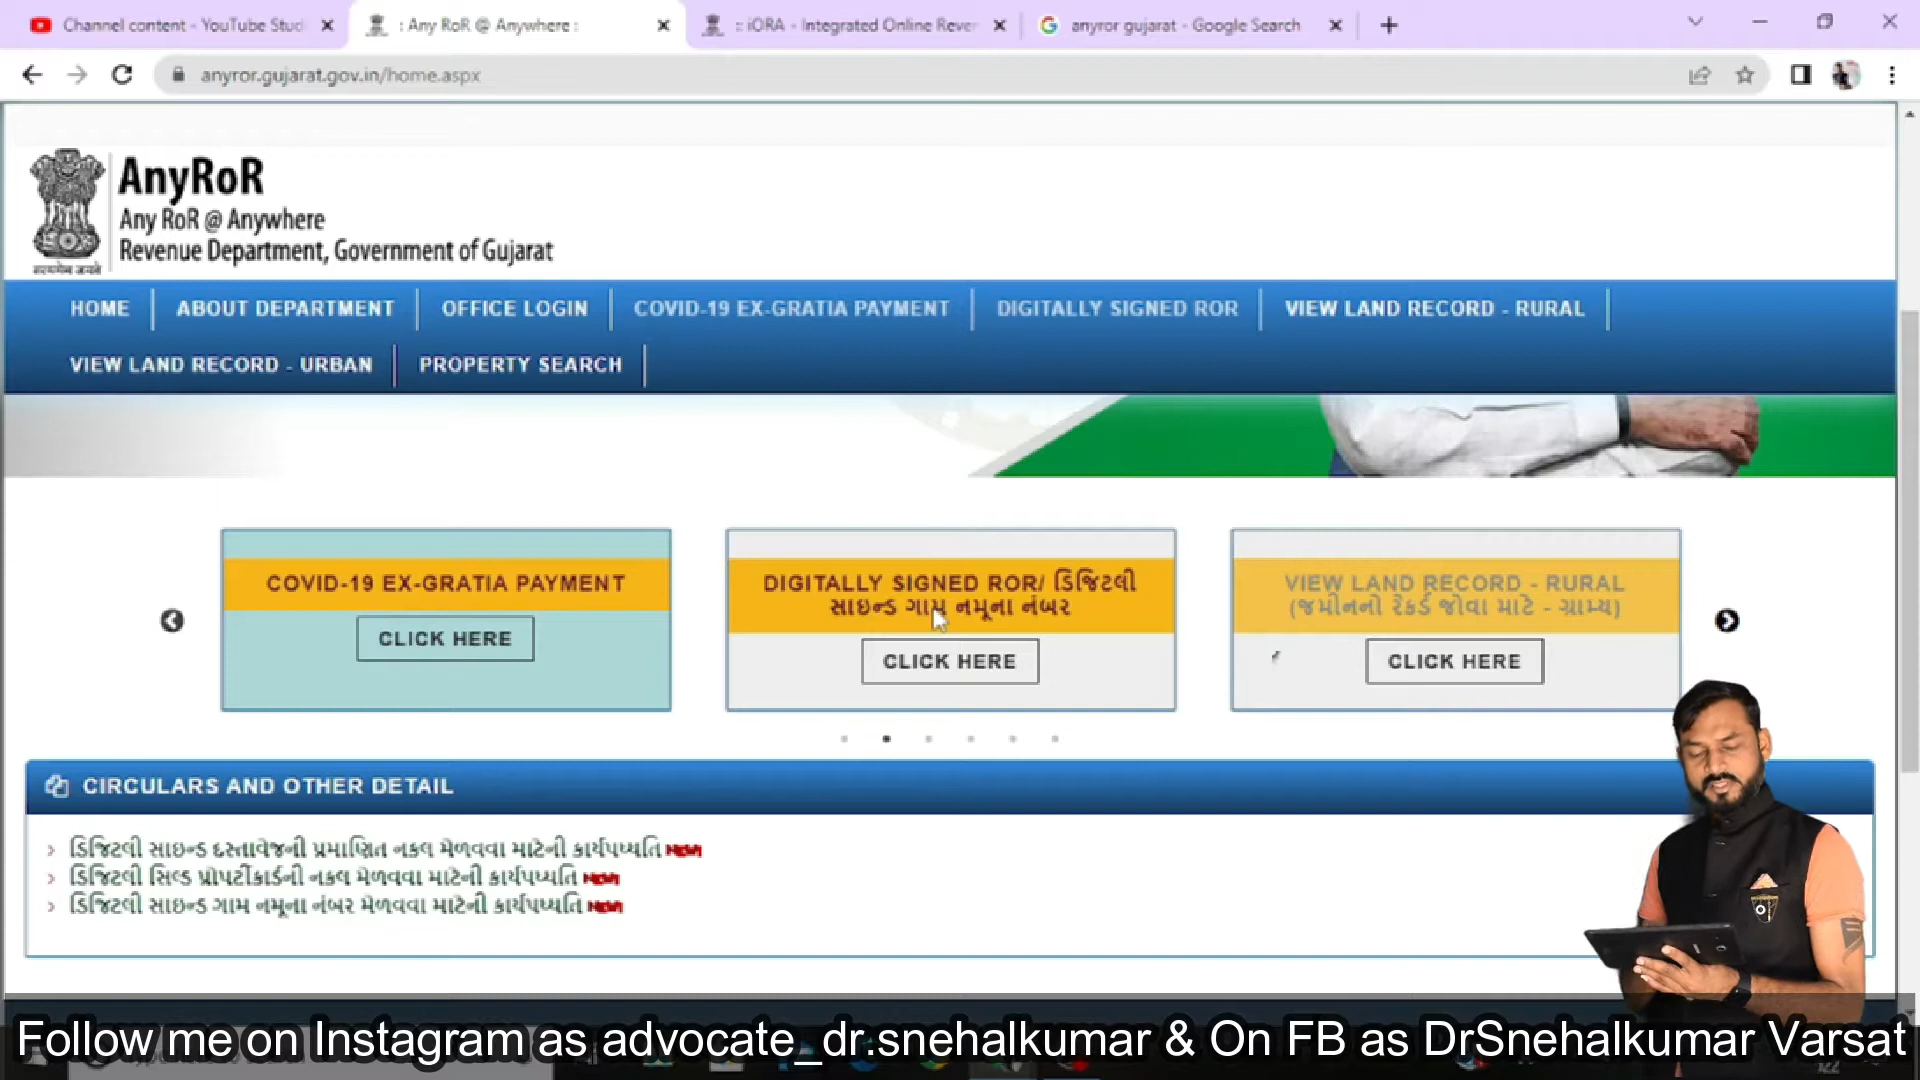 Channel content - YouTube Studi
: Any RoR @ Anywhere :
:: iORA - Integrated Online Rever
anyror gujarat - Google Search
anyror.gujarat.gov.in/home.aspx
AnyRoR
Any RoR @ Anywhere
Revenue Department, Government of Gujarat
सत्यमेव जयते
HOME
ABOUT DEPARTMENT
OFFICE LOGIN
COVID-19 EX-GRATIA PAYMENT
DIGITALLY SIGNED ROR
VIEW LAND RECORD - RURAL
VIEW LAND RECORD - URBAN
PROPERTY SEARCH
COVID-19 EX-GRATIA PAYMENT
CLICK HERE
DIGITALLY SIGNED ROR/ ડિજિટલી
સાઇન્ડ ગામ નમૂના નંબર
CLICK HERE
VIEW LAND RECORD - RURAL
(જમીનનો રેકર્ડ જોવા માટે - ગ્રામ્ય)
CLICK HERE
CIRCULARS AND OTHER DETAIL
ડિજિટલી સાઇન્ડ દસ્તાવેજની પ્રમાણિત નકલ મેળવવા માટેની કાર્યપધ્ધતિ NEW!
ડિજિટલી સિલ્ડ પ્રોપર્ટીકાર્ડની નકલ મેળવવા માટેની કાર્યપધ્ધતિ NEW!
ડિજિટલી સાઇન્ડ ગામ નમૂના નંબર મેળવવા માટેની કાર્યપધ્ધતિ NEW!
Follow me on Instagram as advocate_ dr.snehalkumar & On FB as DrSnehalkumar Varsat